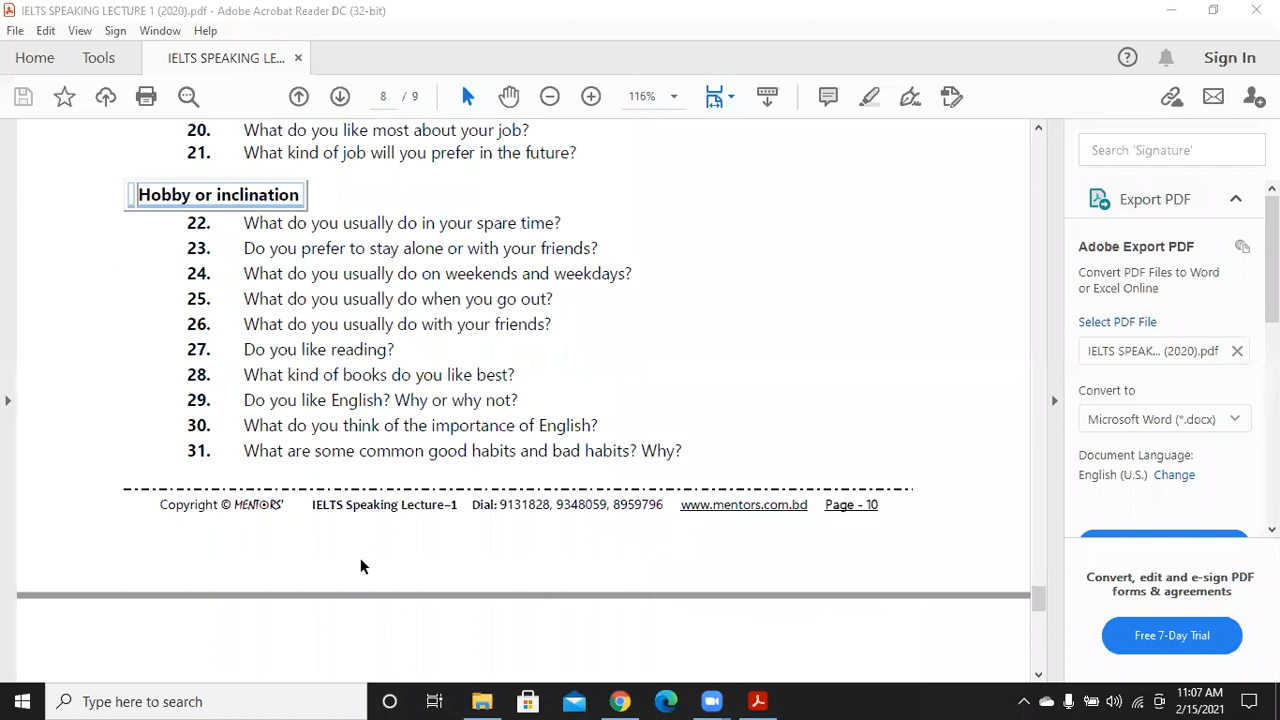 IELTS SPEAKING LECTURE 1 (2020).pdf - Adobe Acrobat Reader DC (32-bit)
File Edit View Sign Window Help
Home Tools IELTS SPEAKING LE... ×
Sign In
8 / 9 116%
20. What do you like most about your job?
21. What kind of job will you prefer in the future?
Hobby or inclination
22. What do you usually do in your spare time?
23. Do you prefer to stay alone or with your friends?
24. What do you usually do on weekends and weekdays?
25. What do you usually do when you go out?
26. What do you usually do with your friends?
27. Do you like reading?
28. What kind of books do you like best?
29. Do you like English? Why or why not?
30. What do you think of the importance of English?
31. What are some common good habits and bad habits? Why?
Copyright © MENTORS' IELTS Speaking Lecture–1 Dial: 9131828, 9348059, 8959796 www.mentors.com.bd Page - 10
Search 'Signature'
Export PDF
Adobe Export PDF
Convert PDF Files to Word
or Excel Online
Select PDF File
IELTS SPEAK... (2020).pdf
Convert to
Microsoft Word (*.docx)
Document Language:
English (U.S.) Change
Convert, edit and e-sign PDF
forms & agreements
Free 7-Day Trial
Type here to search
11:07 AM
2/15/2021